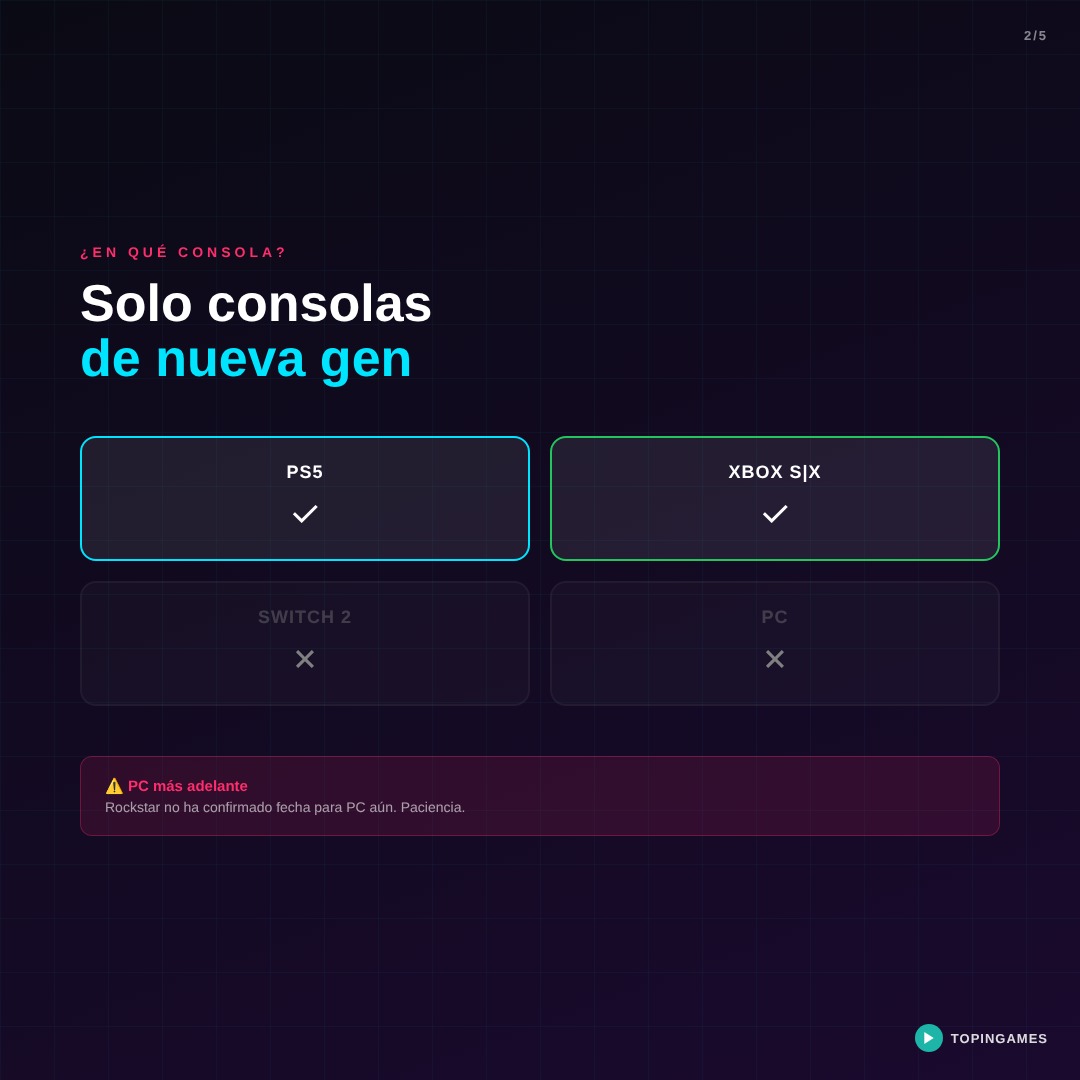 2/5
¿EN QUÉ CONSOLA?
Solo consolas
de nueva gen
PS5
XBOX S|X
SWITCH 2
PC
⚠️ PC más adelante
Rockstar no ha confirmado fecha para PC aún. Paciencia.
TOPINGAMES